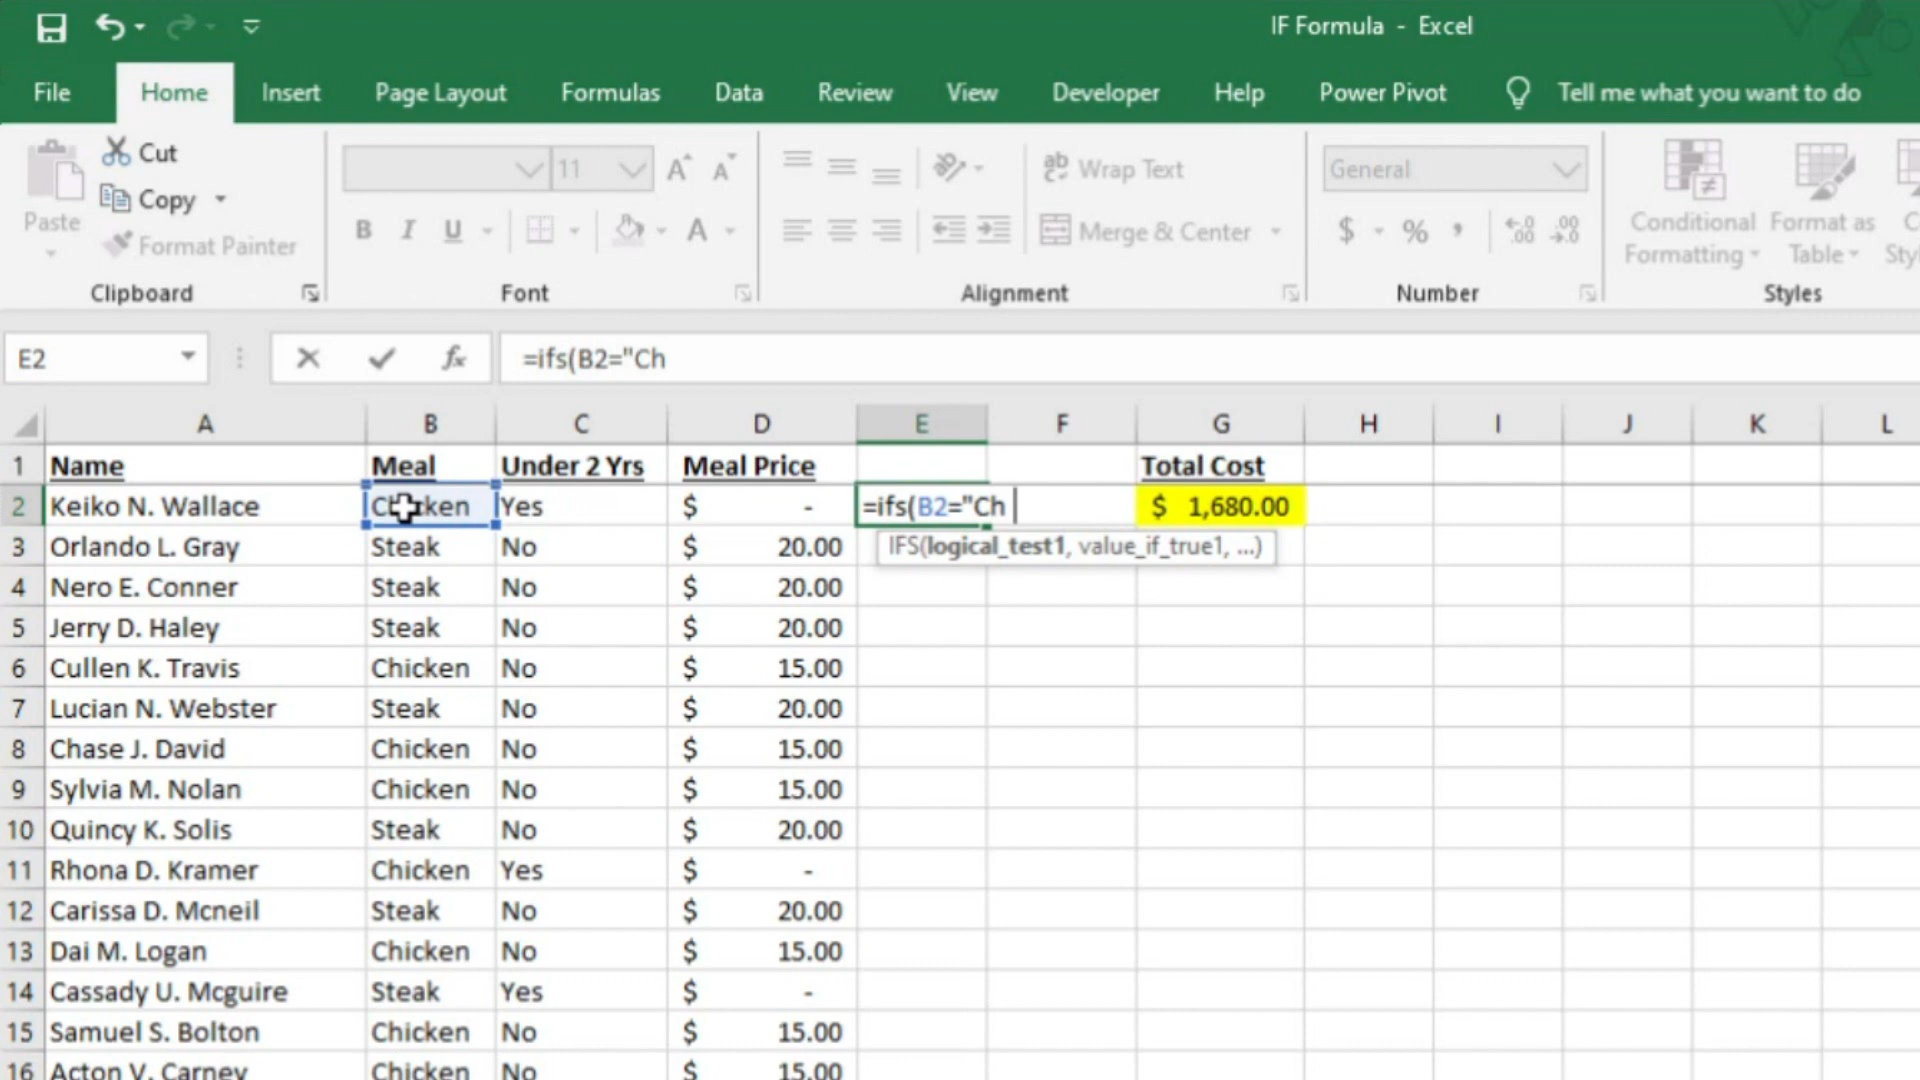 IF Formula - Excel
File Home Insert Page Layout Formulas Data Review View Developer Help Power Pivot Tell me what you want to do
Paste
Cut
Copy
Format Painter
Clipboard
11
B I U A
Font
ab Wrap Text
Merge & Center
Alignment
General
$ % ,
Number
Conditional Formatting
Format as Table
Styles
E2 fx =ifs(B2="Ch
A B C D E F G H I J K L
1 Name Meal Under 2 Yrs Meal Price Total Cost
2 Keiko N. Wallace Chicken Yes $ - =ifs(B2="Ch $ 1,680.00
IFS(logical_test1, value_if_true1, ...)
3 Orlando L. Gray Steak No $ 20.00
4 Nero E. Conner Steak No $ 20.00
5 Jerry D. Haley Steak No $ 20.00
6 Cullen K. Travis Chicken No $ 15.00
7 Lucian N. Webster Steak No $ 20.00
8 Chase J. David Chicken No $ 15.00
9 Sylvia M. Nolan Chicken No $ 15.00
10 Quincy K. Solis Steak No $ 20.00
11 Rhona D. Kramer Chicken Yes $ -
12 Carissa D. Mcneil Steak No $ 20.00
13 Dai M. Logan Chicken No $ 15.00
14 Cassady U. Mcguire Steak Yes $ -
15 Samuel S. Bolton Chicken No $ 15.00
16 Acton V. Carney Chicken No $ 15.00